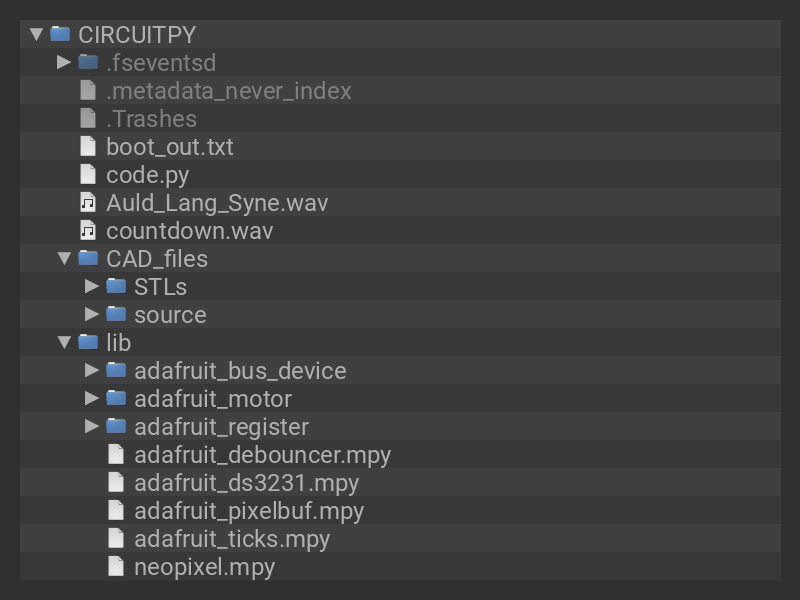 CIRCUITPY
.fseventsd
.metadata_never_index
.Trashes
boot_out.txt
code.py
Auld_Lang_Syne.wav
countdown.wav
CAD_files
STLs
source
lib
adafruit_bus_device
adafruit_motor
adafruit_register
adafruit_debouncer.mpy
adafruit_ds3231.mpy
adafruit_pixelbuf.mpy
adafruit_ticks.mpy
neopixel.mpy